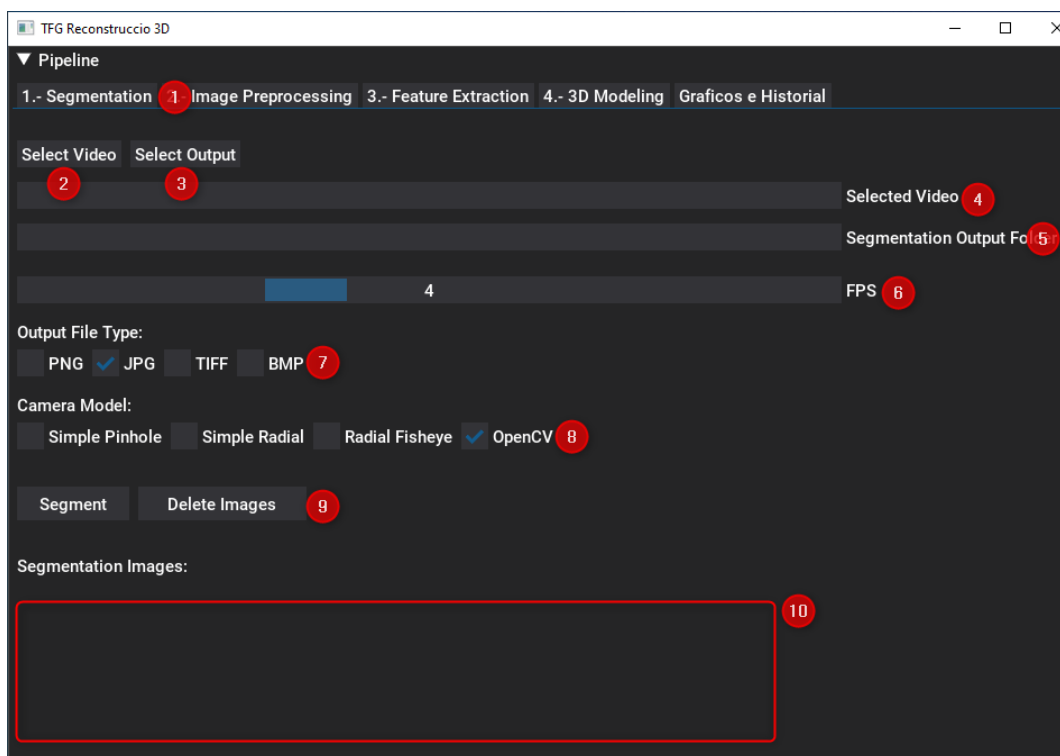 TFG Reconstruccio 3D
Pipeline
1.- Segmentation 1 2.- Image Preprocessing 3.- Feature Extraction 4.- 3D Modeling Graficos e Historial
Select Video Select Output
2 3
Selected Video 4
Segmentation Output Folder 5
4 FPS 6
Output File Type:
PNG JPG TIFF BMP 7
Camera Model:
Simple Pinhole Simple Radial Radial Fisheye OpenCV 8
Segment Delete Images 9
Segmentation Images:
10